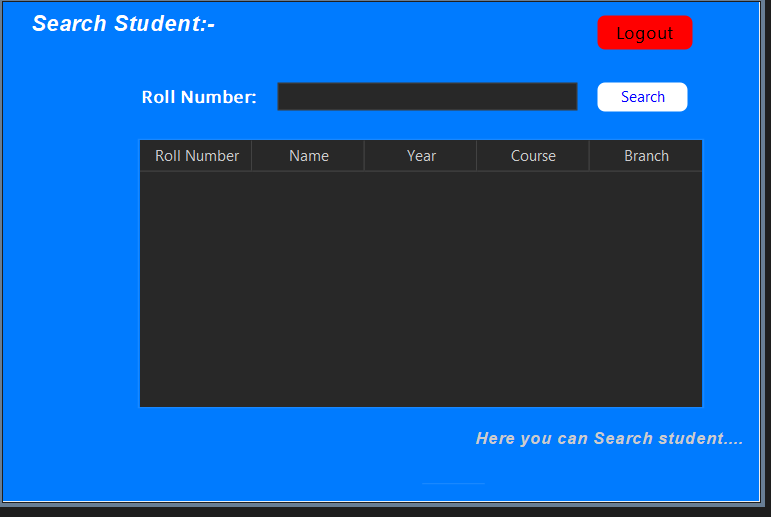 Search Student:-
Logout
Roll Number:
Search
Roll Number Name Year Course Branch
Here you can Search student....